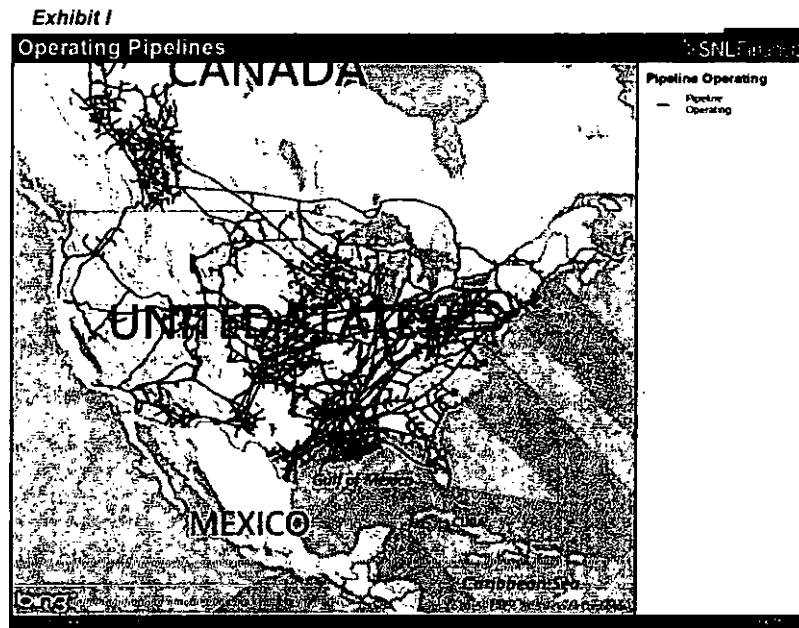 Exhibit I
Operating Pipelines
SNL Financial
CANADA
Pipeline Operating
Pipeline
Operating
UNITED STATES
Gulf of Mexico
MEXICO
CUBA
Caribbean Sea
bing